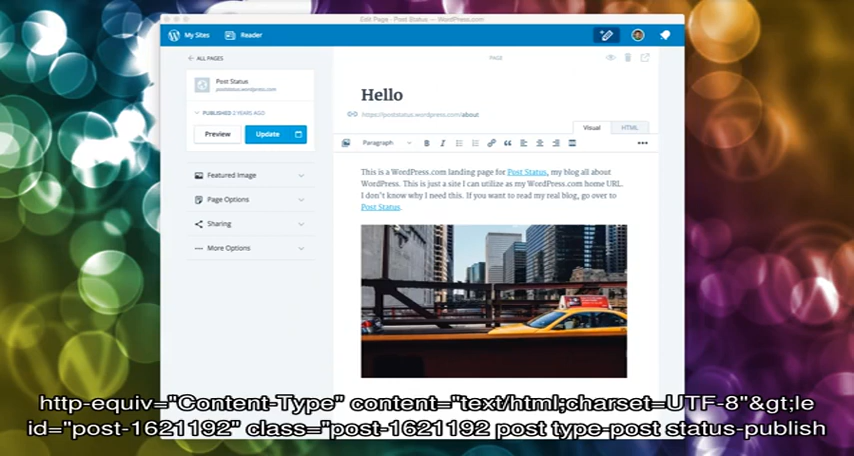 Edit Page · Post Status — WordPress.com
My Sites
Reader
ALL PAGES
PAGE
Post Status
poststatus.wordpress.com
Hello
PUBLISHED 2 YEARS AGO
https://poststatus.wordpress.com/about
Visual
HTML
Preview
Update
Paragraph
B
I
Featured Image
Page Options
Sharing
More Options
This is a WordPress.com landing page for Post Status, my blog all about
WordPress. This is just a site I can utilize as my WordPress.com home URL.
I don't know why I need this. If you want to read my real blog, go over to
Post Status.
http-equiv="Content-Type" content="text/html;charset=UTF-8"&gt;le
id="post-1621192" class="post-1621192 post type-post status-publish